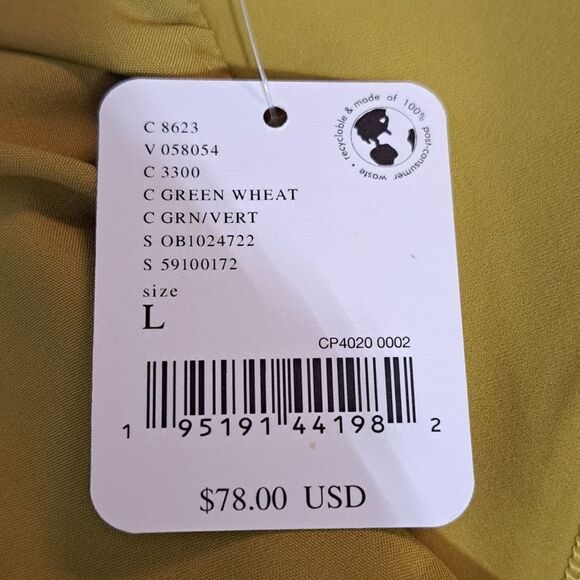 C 8623
V 058054
C 3300
C GREEN WHEAT
C GRN/VERT
S OB1024722
S 59100172
size
L
recyclable & made of 100% post-consumer waste •
CP4020 0002
1 95191 44198 2
$78.00 USD